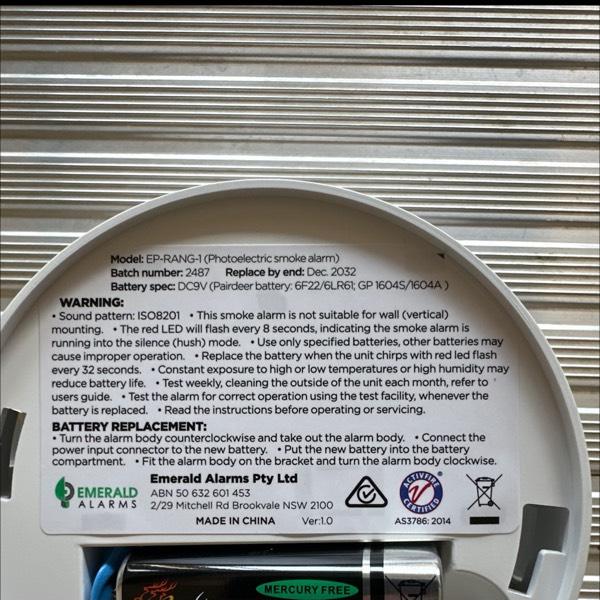 Model: EP-RANG-1 (Photoelectric smoke alarm)
Batch number: 2487 Replace by end: Dec. 2032
Battery spec: DC9V (Pairdeer battery: 6F22/6LR61; GP 1604S/1604A )
WARNING:
• Sound pattern: ISO8201 • This smoke alarm is not suitable for wall (vertical)
mounting. • The red LED will flash every 8 seconds, indicating the smoke alarm is
running into the silence (hush) mode. • Use only specified batteries, other batteries may
cause improper operation. • Replace the battery when the unit chirps with red led flash
every 32 seconds. • Constant exposure to high or low temperatures or high humidity may
reduce battery life. • Test weekly, cleaning the outside of the unit each month, refer to
users guide. • Test the alarm for correct operation using the test facility, whenever the
battery is replaced. • Read the instructions before operating or servicing.
BATTERY REPLACEMENT:
• Turn the alarm body counterclockwise and take out the alarm body. • Connect the
power input connector to the new battery. • Put the new battery into the battery
compartment. • Fit the alarm body on the bracket and turn the alarm body clockwise.
EMERALD
ALARMS
Emerald Alarms Pty Ltd
ABN 50 632 601 453
2/29 Mitchell Rd Brookvale NSW 2100
MADE IN CHINA Ver:1.0
ACTIVFIRE
CERTIFIED
AS3786: 2014
MERCURY FREE